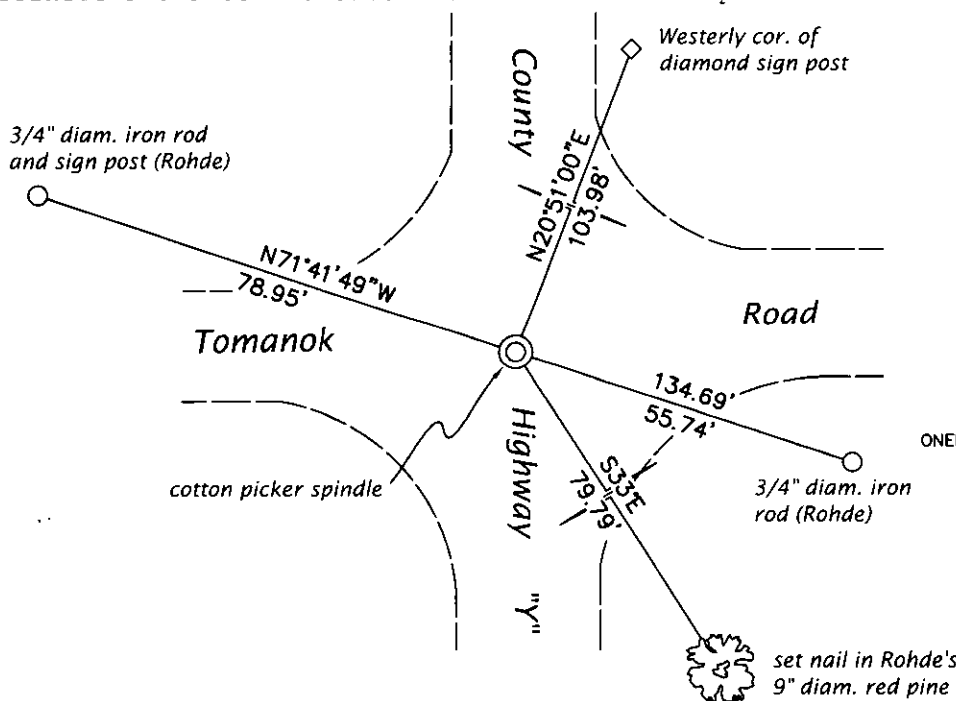 Westerly cor. of
diamond sign post
County
3/4" diam. iron rod
and sign post (Rohde)
N20°51'00"E
103.98'
N71°41'49"W
78.95'
Tomanok
Road
134.69'
55.74'
Highway
cotton picker spindle
S33°E
79.79'
3/4" diam. iron
rod (Rohde)
"Y"
set nail in Rohde's
9" diam. red pine